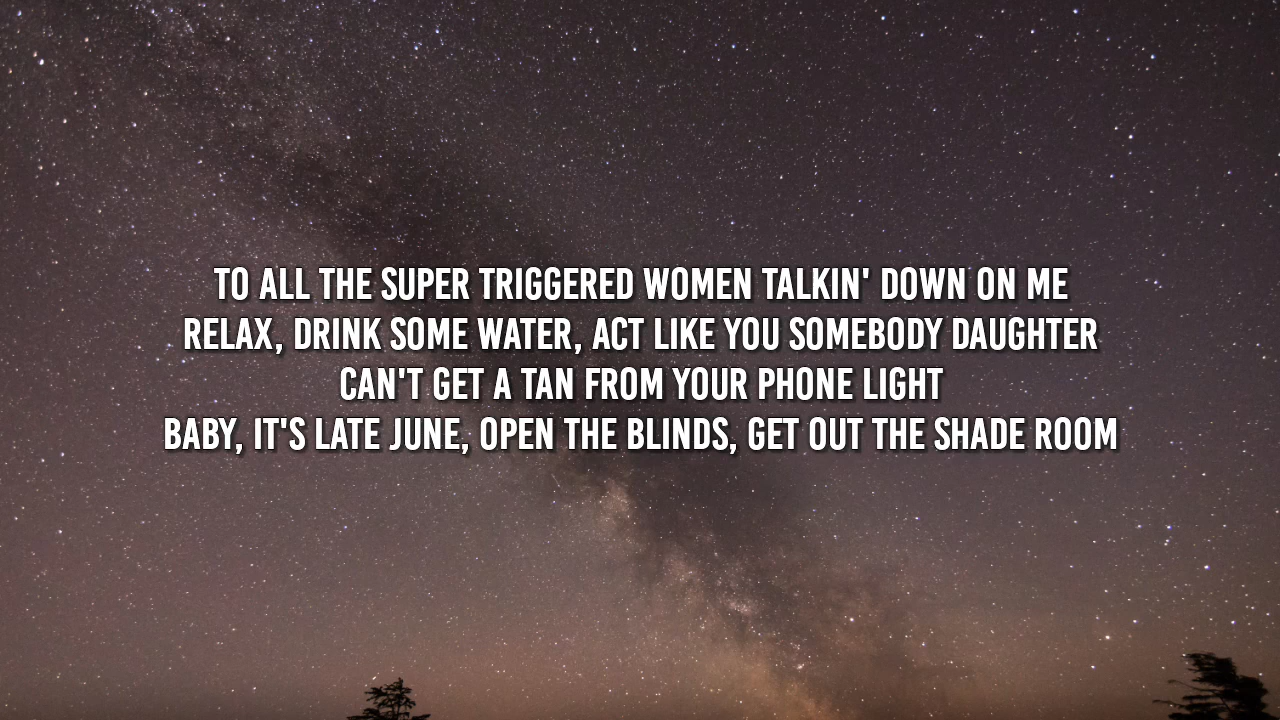 TO ALL THE SUPER TRIGGERED WOMEN TALKIN' DOWN ON ME
RELAX, DRINK SOME WATER, ACT LIKE YOU SOMEBODY DAUGHTER
CAN'T GET A TAN FROM YOUR PHONE LIGHT
BABY, IT'S LATE JUNE, OPEN THE BLINDS, GET OUT THE SHADE ROOM